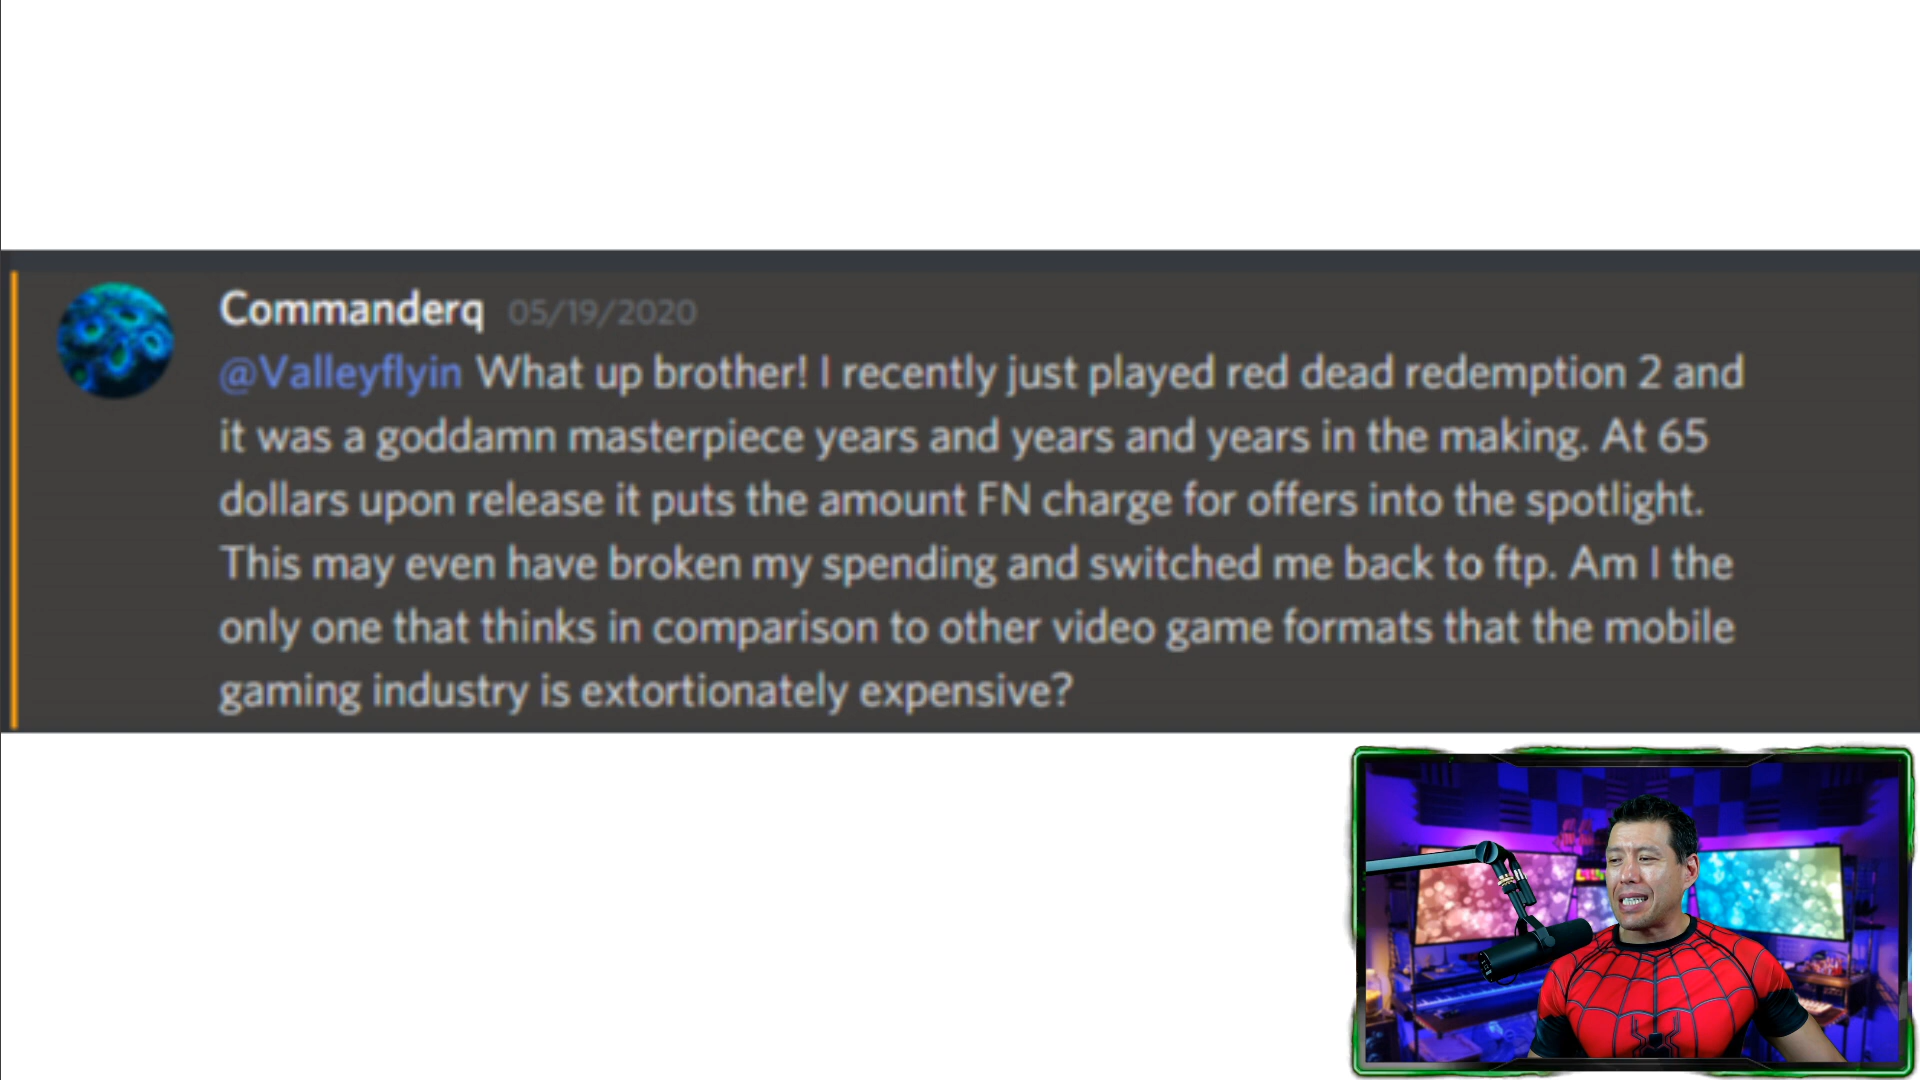 Commanderq 05/19/2020
@Valleyflyin What up brother! I recently just played red dead redemption 2 and
it was a goddamn masterpiece years and years and years in the making. At 65
dollars upon release it puts the amount FN charge for offers into the spotlight.
This may even have broken my spending and switched me back to ftp. Am I the
only one that thinks in comparison to other video game formats that the mobile
gaming industry is extortionately expensive?